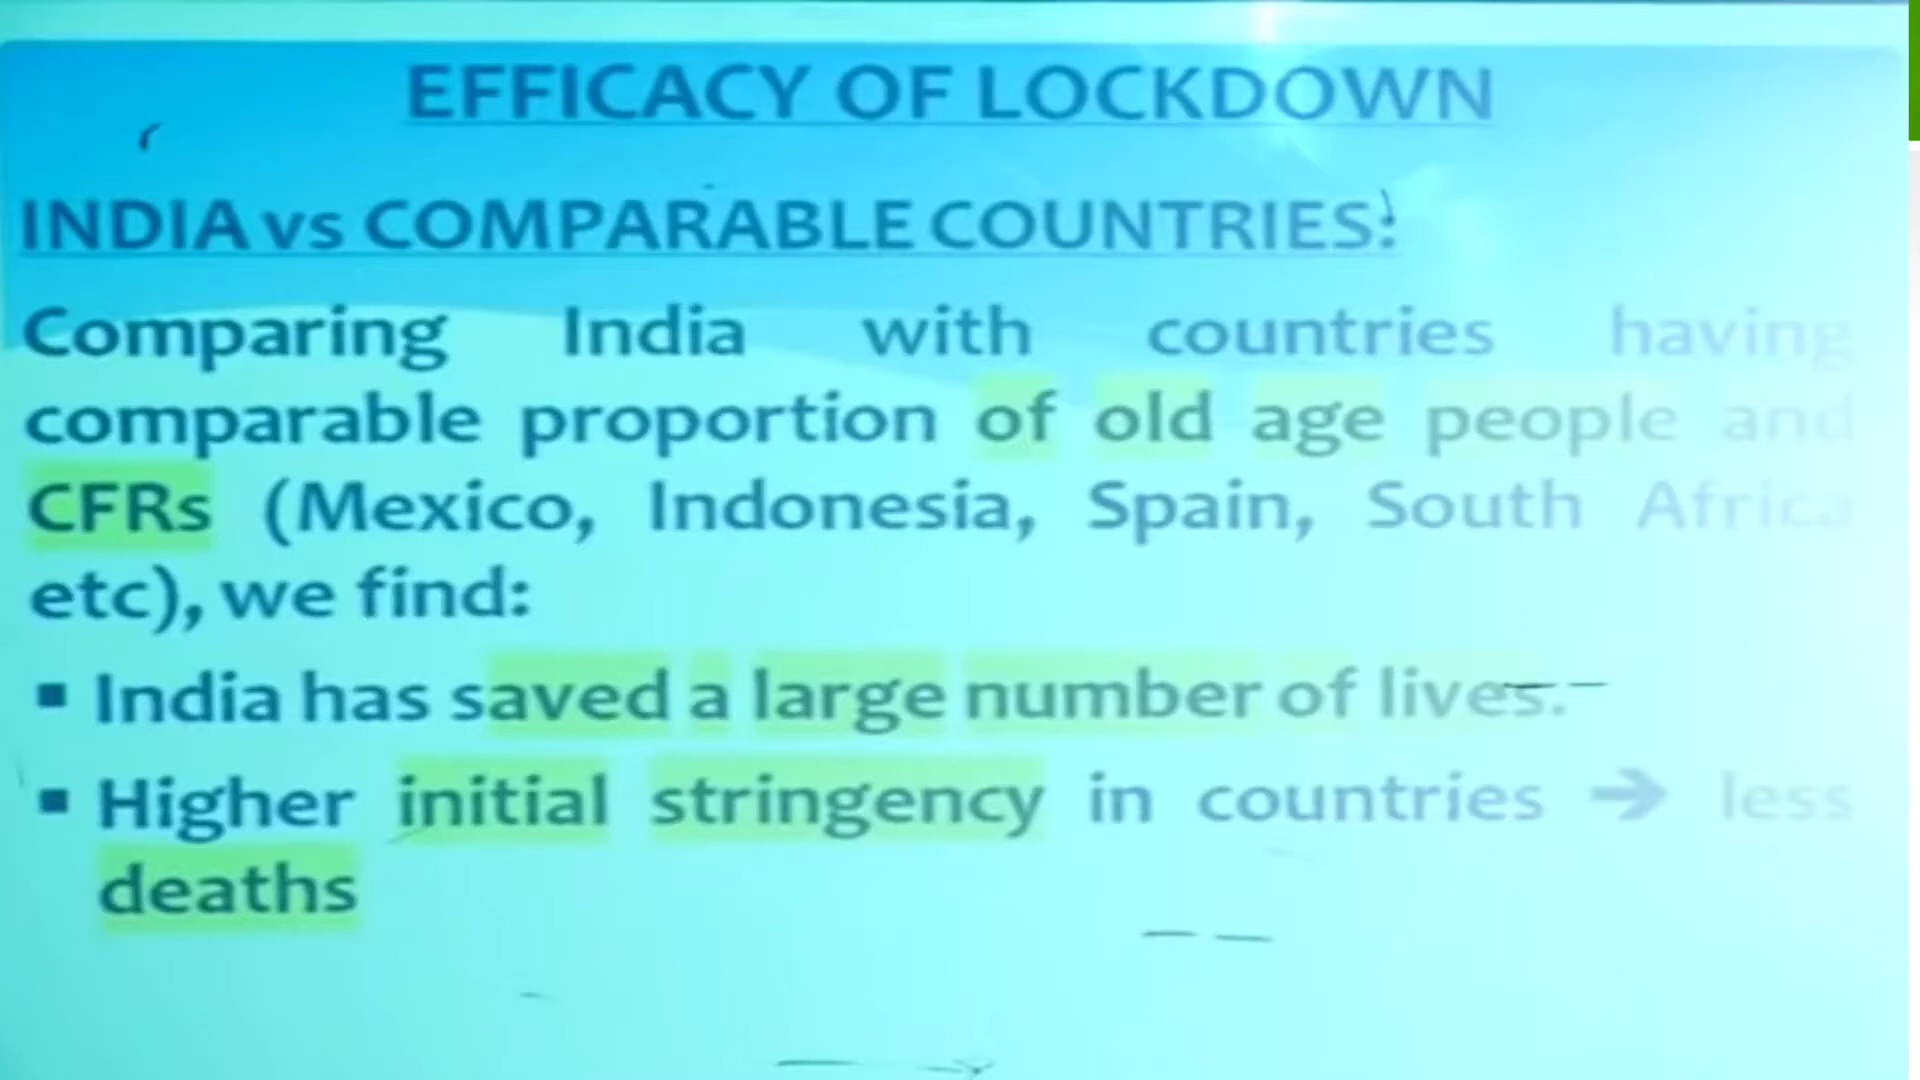 EFFICACY OF LOCKDOWN
INDIA vs COMPARABLE COUNTRIES:
Comparing India with countries having
comparable proportion of old age people and
CFRs (Mexico, Indonesia, Spain, South Africa
etc), we find:
▪ India has saved a large number of lives.
▪ Higher initial stringency in countries → less
deaths